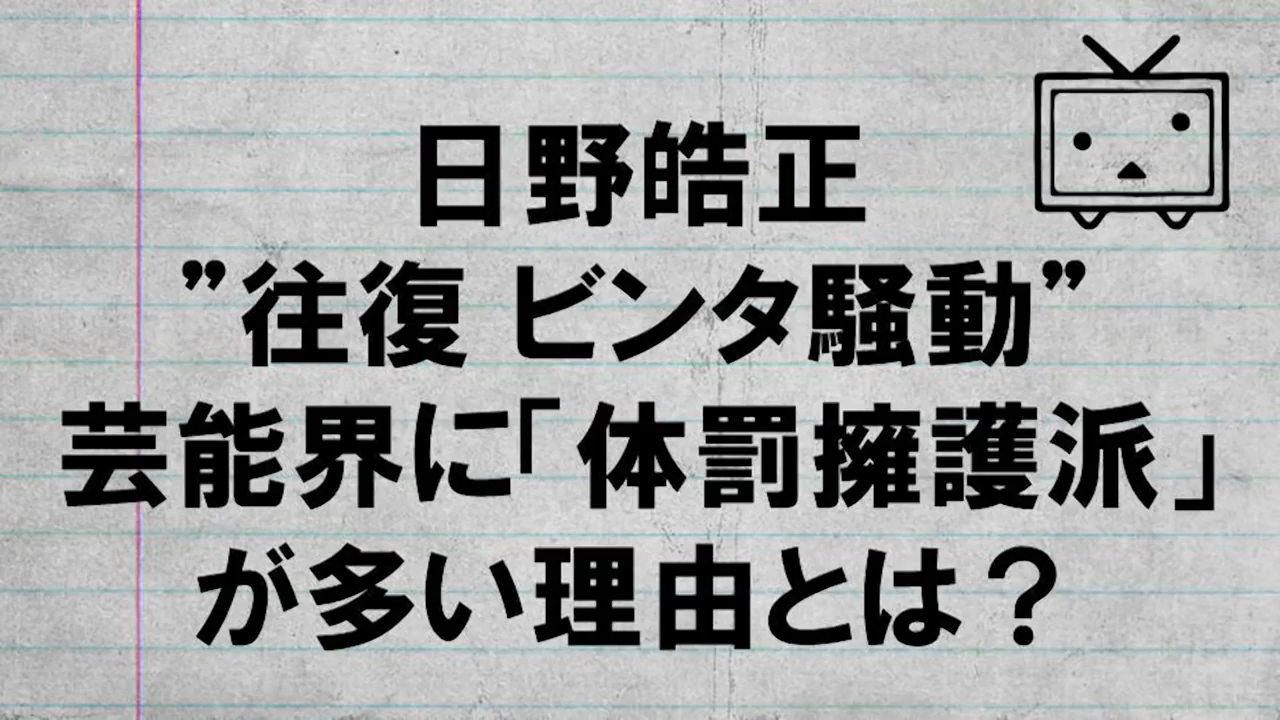 日野皓正
”往復 ビンタ騒動”
芸能界に「体罰擁護派」
が多い理由とは？